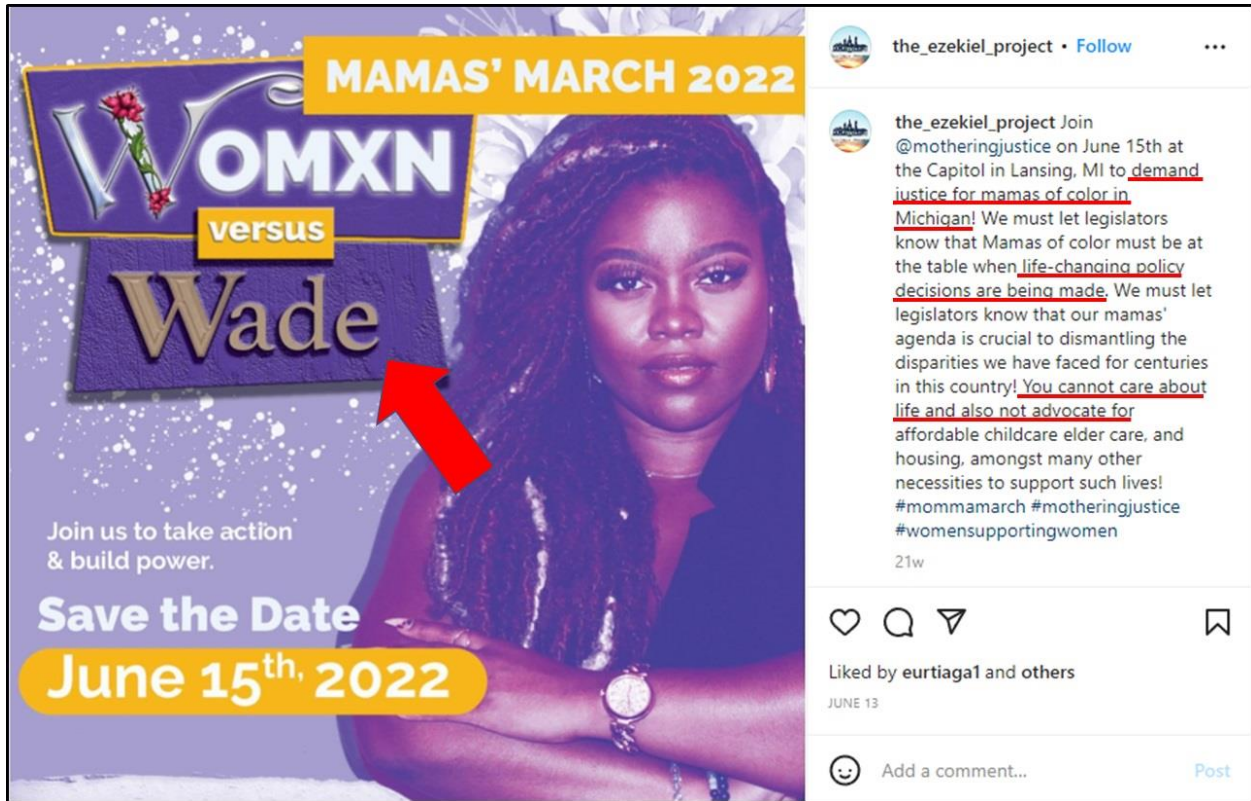 MAMAS' MARCH 2022
WOMXN
versus
Wade
Join us to take action
& build power.
Save the Date
June 15th, 2022
the_ezekiel_project • Follow
the_ezekiel_project Join
@motheringjustice on June 15th at
the Capitol in Lansing, MI to demand
justice for mamas of color in
Michigan! We must let legislators
know that Mamas of color must be at
the table when life-changing policy
decisions are being made. We must let
legislators know that our mamas'
agenda is crucial to dismantling the
disparities we have faced for centuries
in this country! You cannot care about
life and also not advocate for
affordable childcare elder care, and
housing, amongst many other
necessities to support such lives!
#mommamarch #motheringjustice
#womensupportingwomen
21w
Liked by eurtiaga1 and others
JUNE 13
Add a comment...
Post